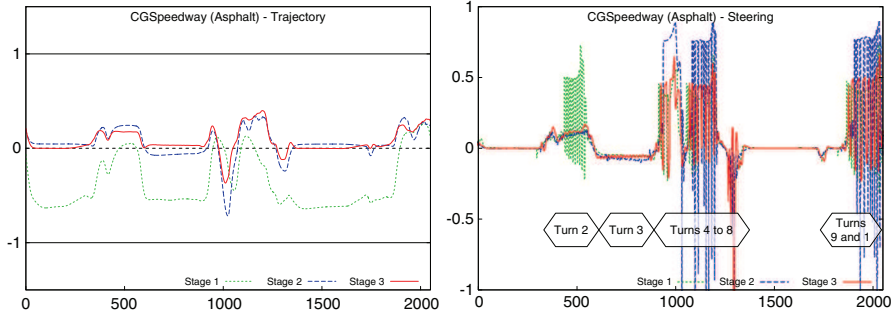 CGSpeedway (Asphalt) - Trajectory
1
0
-1
Stage 1 Stage 2 Stage 3
0 500 1000 1500 2000
CGSpeedway (Asphalt) - Steering
1
0.5
0
-0.5
-1
Turn 2
Turn 3
Turns 4 to 8
Turns
9 and 1
Stage 1 Stage 2 Stage 3
0 500 1000 1500 2000